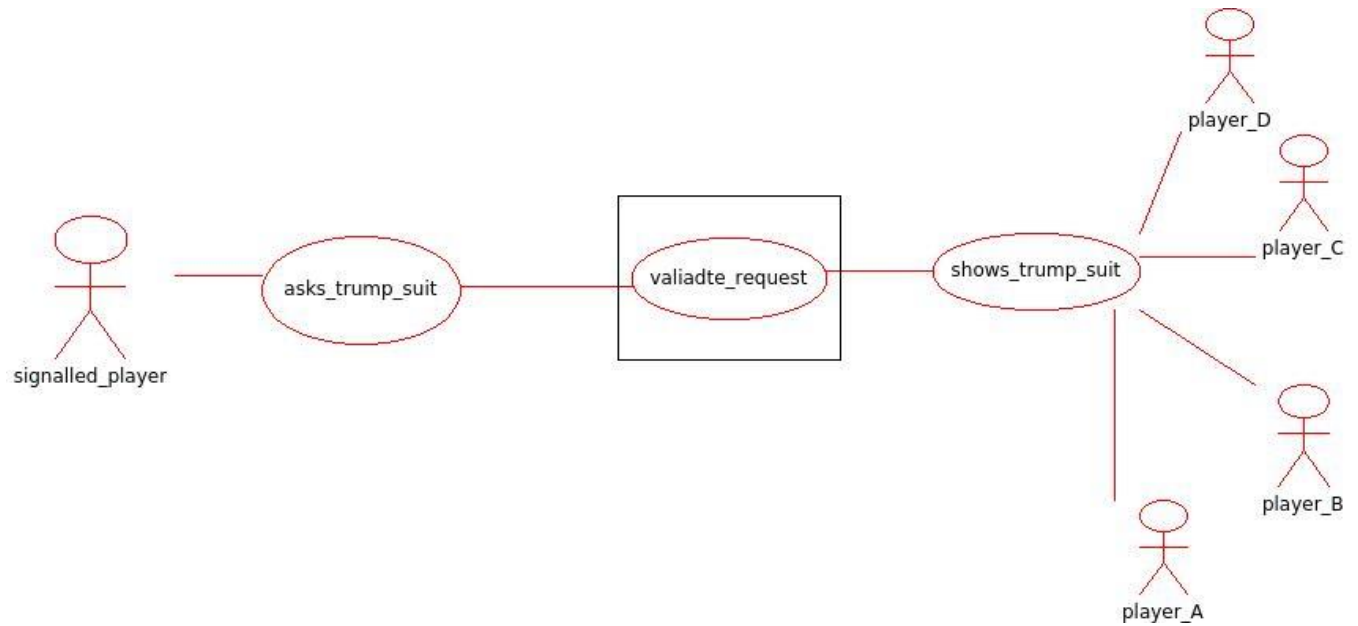 player_D
player_C
signalled_player
asks_trump_suit
valiadte_request
shows_trump_suit
player_B
player_A